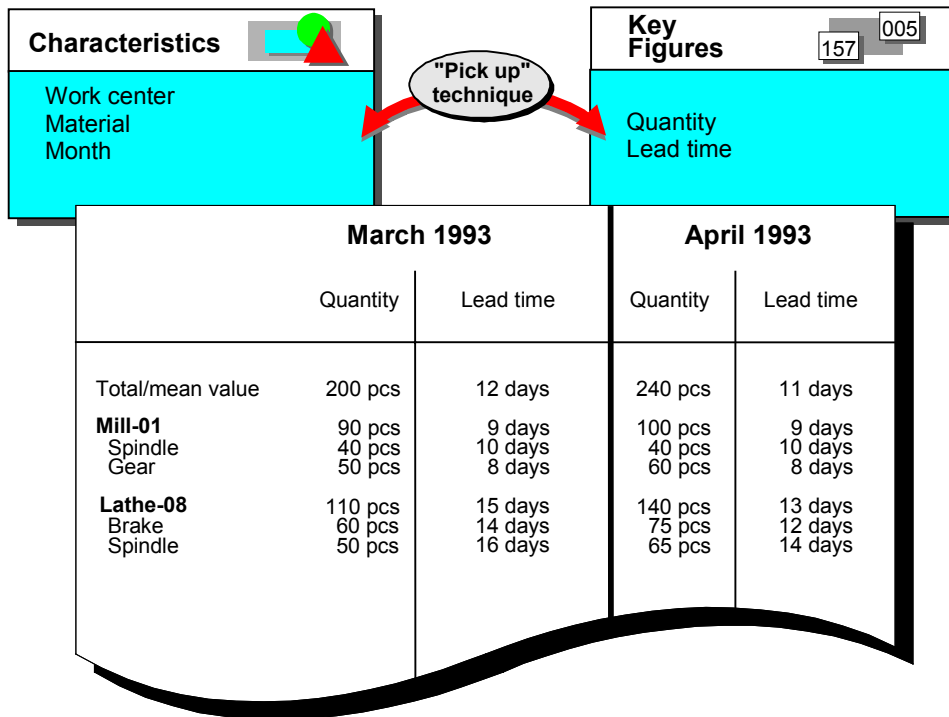 Characteristics
Work center
Material
Month
"Pick up"
technique
Key
Figures
157
005
Quantity
Lead time
March 1993 April 1993
Quantity Lead time Quantity Lead time
Total/mean value 200 pcs 12 days 240 pcs 11 days
Mill-01 90 pcs 9 days 100 pcs 9 days
Spindle 40 pcs 10 days 40 pcs 10 days
Gear 50 pcs 8 days 60 pcs 8 days
Lathe-08 110 pcs 15 days 140 pcs 13 days
Brake 60 pcs 14 days 75 pcs 12 days
Spindle 50 pcs 16 days 65 pcs 14 days